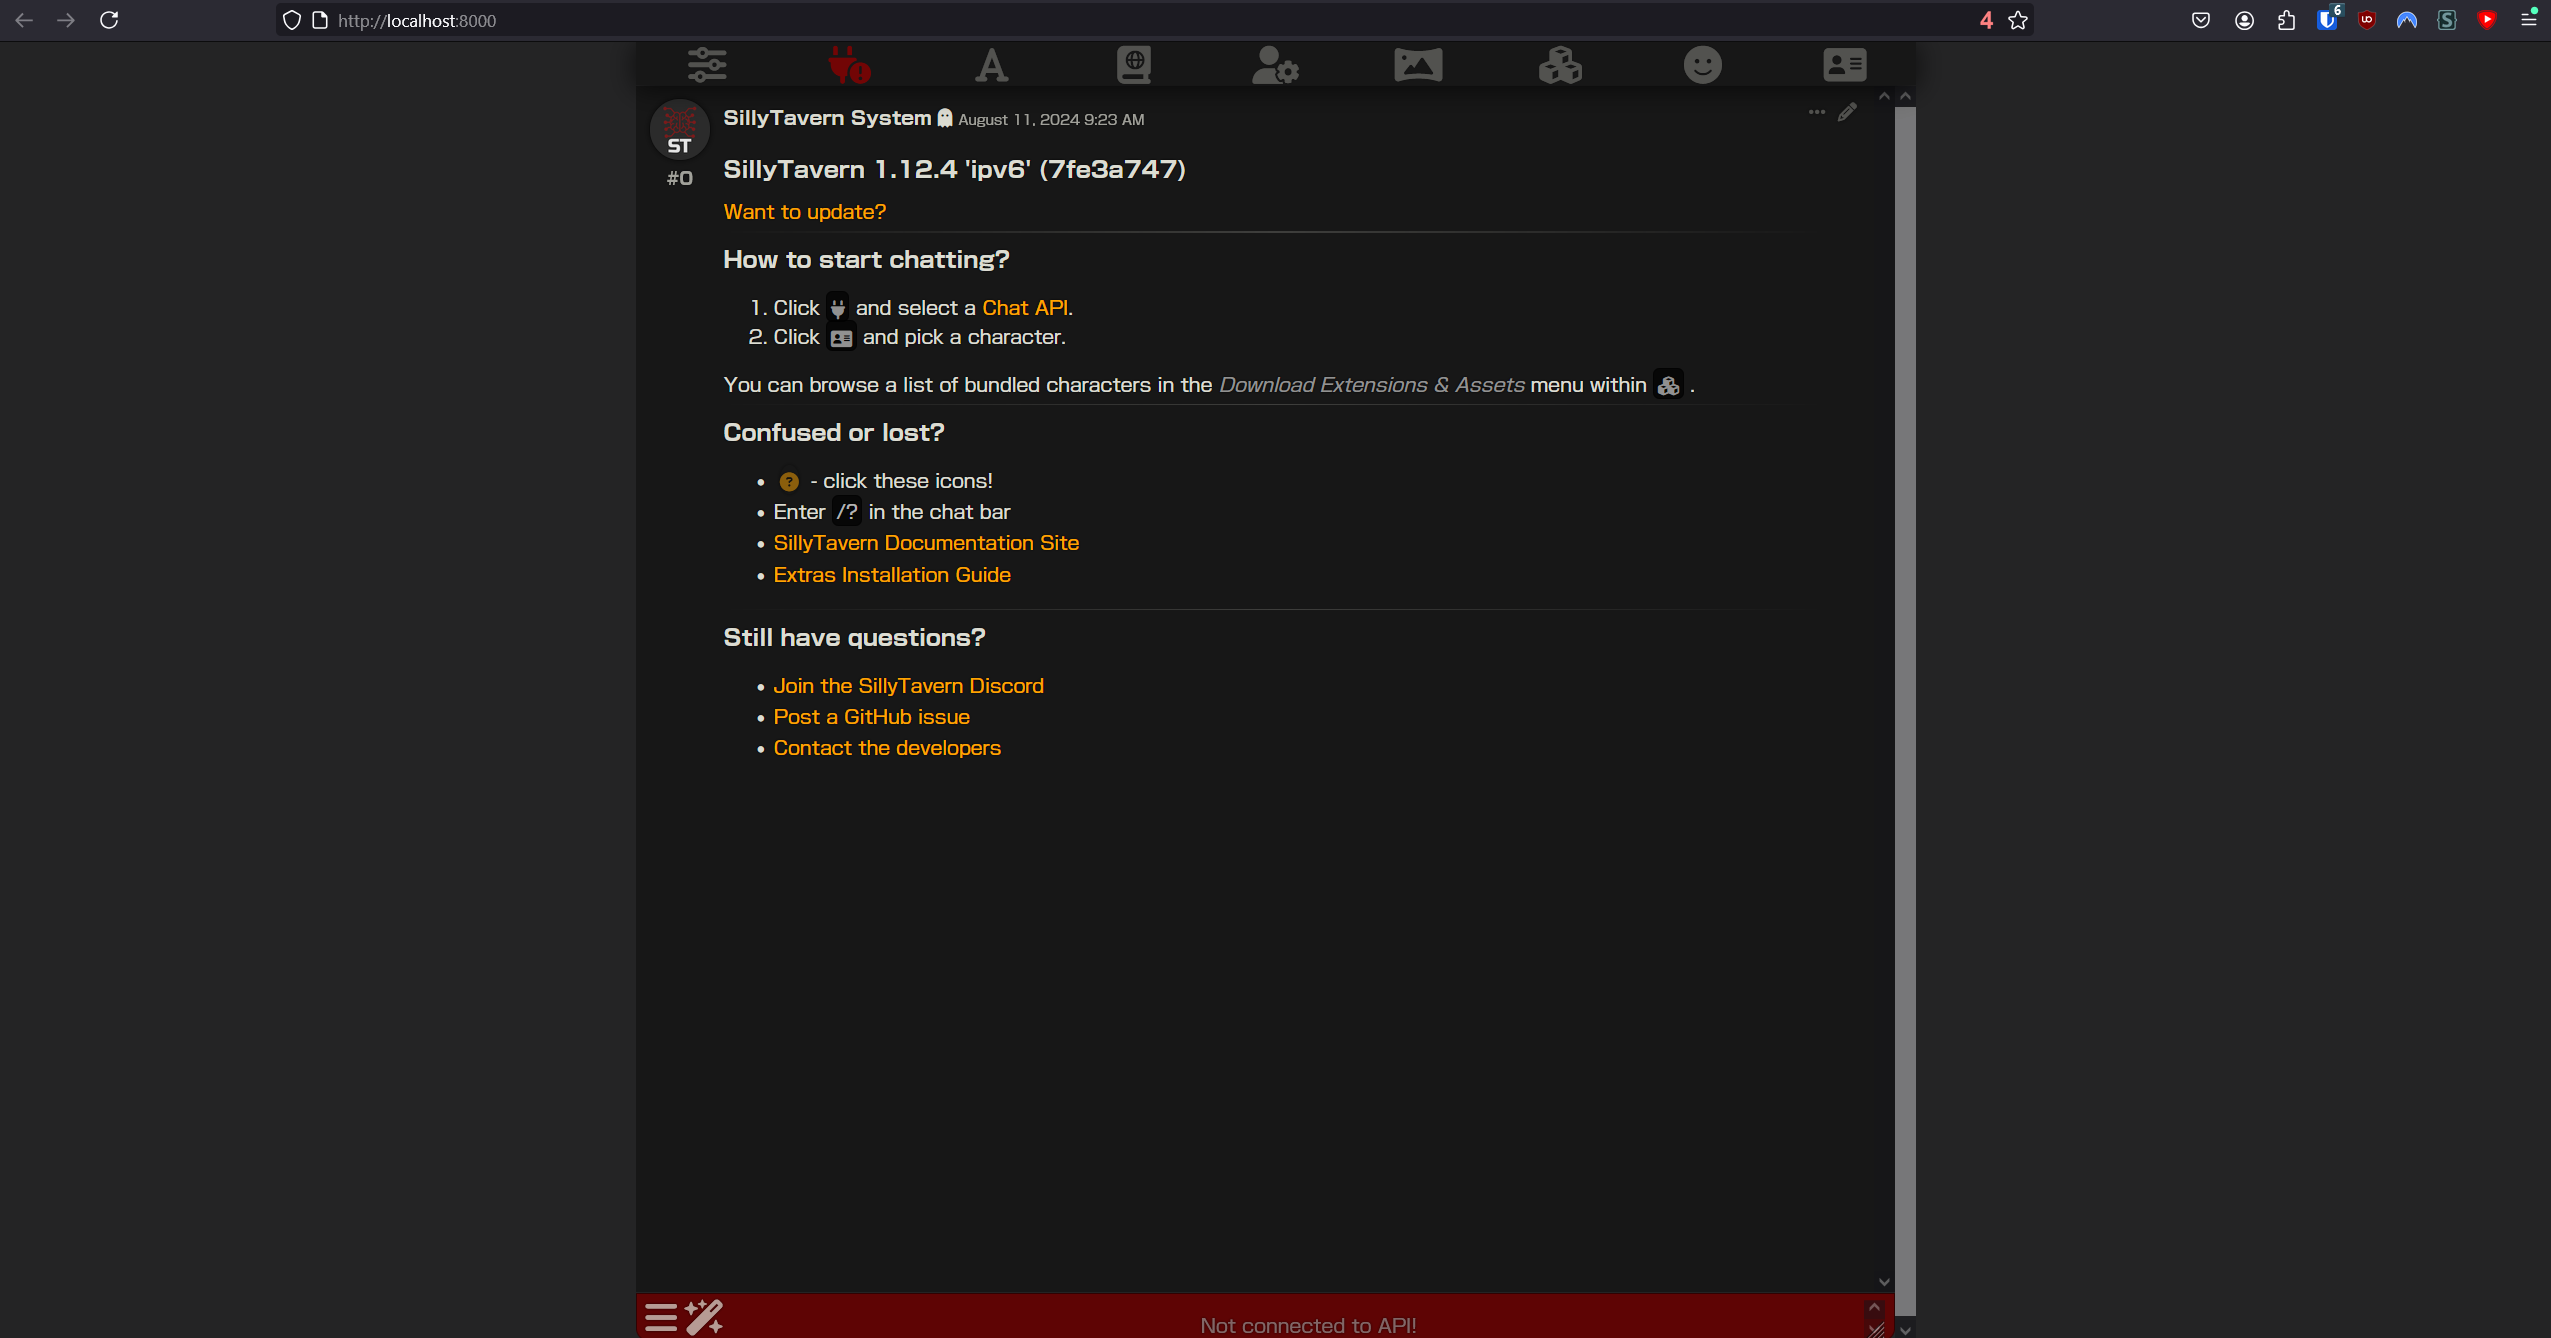 http://localhost:8000
4
6
SillyTavern System August 11, 2024 9:23 AM
ST
#0
SillyTavern 1.12.4 'ipv6' (7fe3a747)
Want to update?
How to start chatting?
1. Click and select a Chat API.
2. Click and pick a character.
You can browse a list of bundled characters in the Download Extensions & Assets menu within .
Confused or lost?
• ? - click these icons!
• Enter /? in the chat bar
• SillyTavern Documentation Site
• Extras Installation Guide
Still have questions?
• Join the SillyTavern Discord
• Post a GitHub issue
• Contact the developers
Not connected to API!